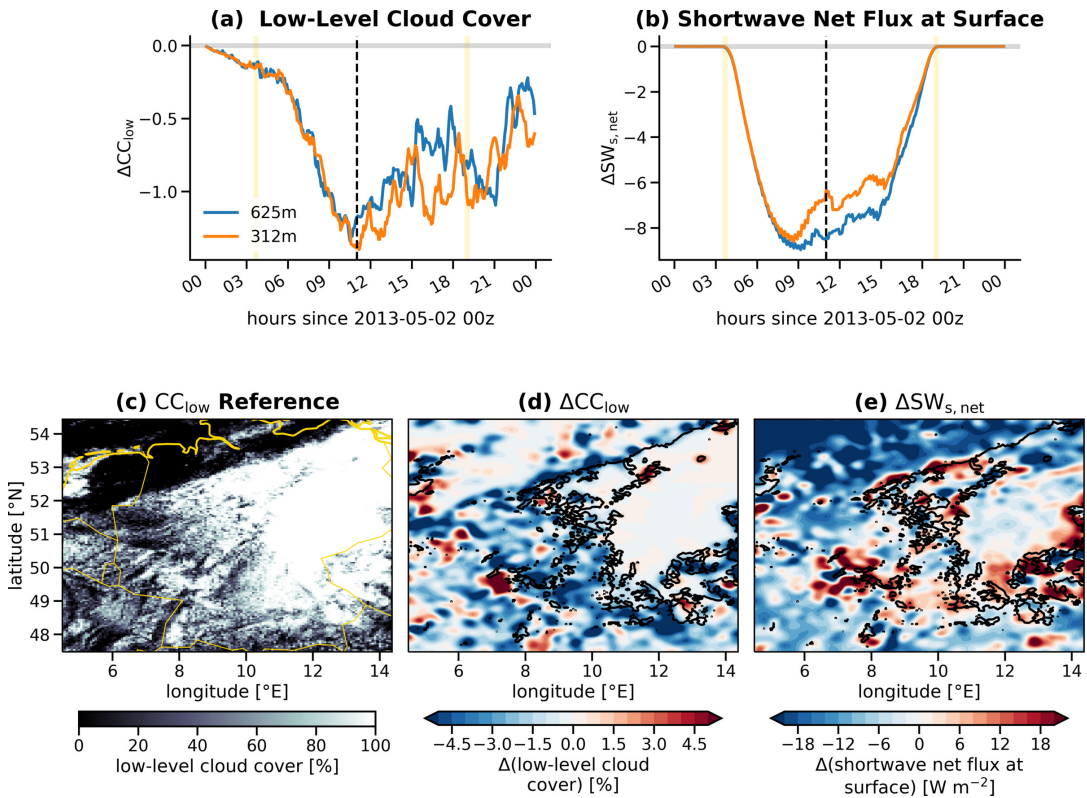 (a) Low-Level Cloud Cover
(b) Shortwave Net Flux at Surface
ΔCC_low
0.0
−0.5
−1.0
625m
312m
00 03 06 09 12 15 18 21 00
hours since 2013-05-02 00z
ΔSW_s, net
0
−2
−4
−6
−8
00 03 06 09 12 15 18 21 00
hours since 2013-05-02 00z
(c) CC_low Reference
(d) ΔCC_low
(e) ΔSW_s, net
latitude [°N]
54
53
52
51
50
49
48
6 8 10 12 14
6 8 10 12 14
6 8 10 12 14
longitude [°E]
longitude [°E]
longitude [°E]
0 20 40 60 80 100
low-level cloud cover [%]
−4.5 −3.0 −1.5 0.0 1.5 3.0 4.5
Δ(low-level cloud
cover) [%]
−18 −12 −6 0 6 12 18
Δ(shortwave net flux at
surface) [W m⁻²]